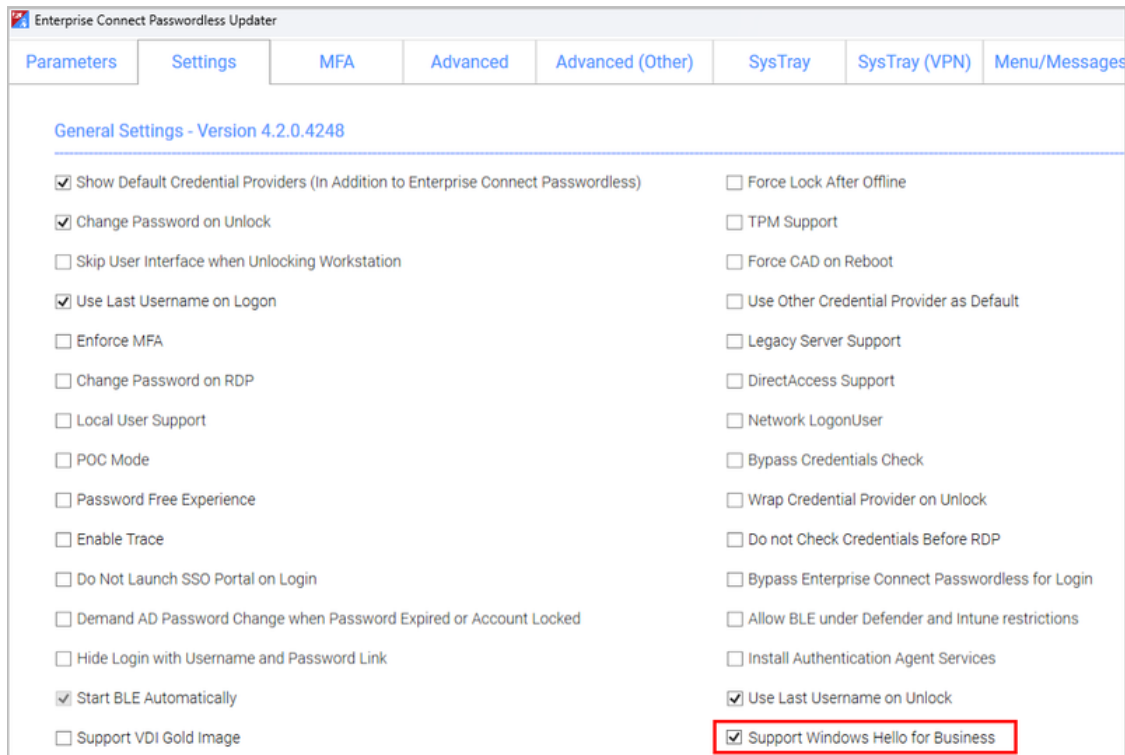 Enterprise Connect Passwordless Updater
Parameters Settings MFA Advanced Advanced (Other) SysTray SysTray (VPN) Menu/Messages
General Settings - Version 4.2.0.4248
Show Default Credential Providers (In Addition to Enterprise Connect Passwordless) Force Lock After Offline
Change Password on Unlock TPM Support
Skip User Interface when Unlocking Workstation Force CAD on Reboot
Use Last Username on Logon Use Other Credential Provider as Default
Enforce MFA Legacy Server Support
Change Password on RDP DirectAccess Support
Local User Support Network LogonUser
POC Mode Bypass Credentials Check
Password Free Experience Wrap Credential Provider on Unlock
Enable Trace Do not Check Credentials Before RDP
Do Not Launch SSO Portal on Login Bypass Enterprise Connect Passwordless for Login
Demand AD Password Change when Password Expired or Account Locked Allow BLE under Defender and Intune restrictions
Hide Login with Username and Password Link Install Authentication Agent Services
Start BLE Automatically Use Last Username on Unlock
Support VDI Gold Image Support Windows Hello for Business